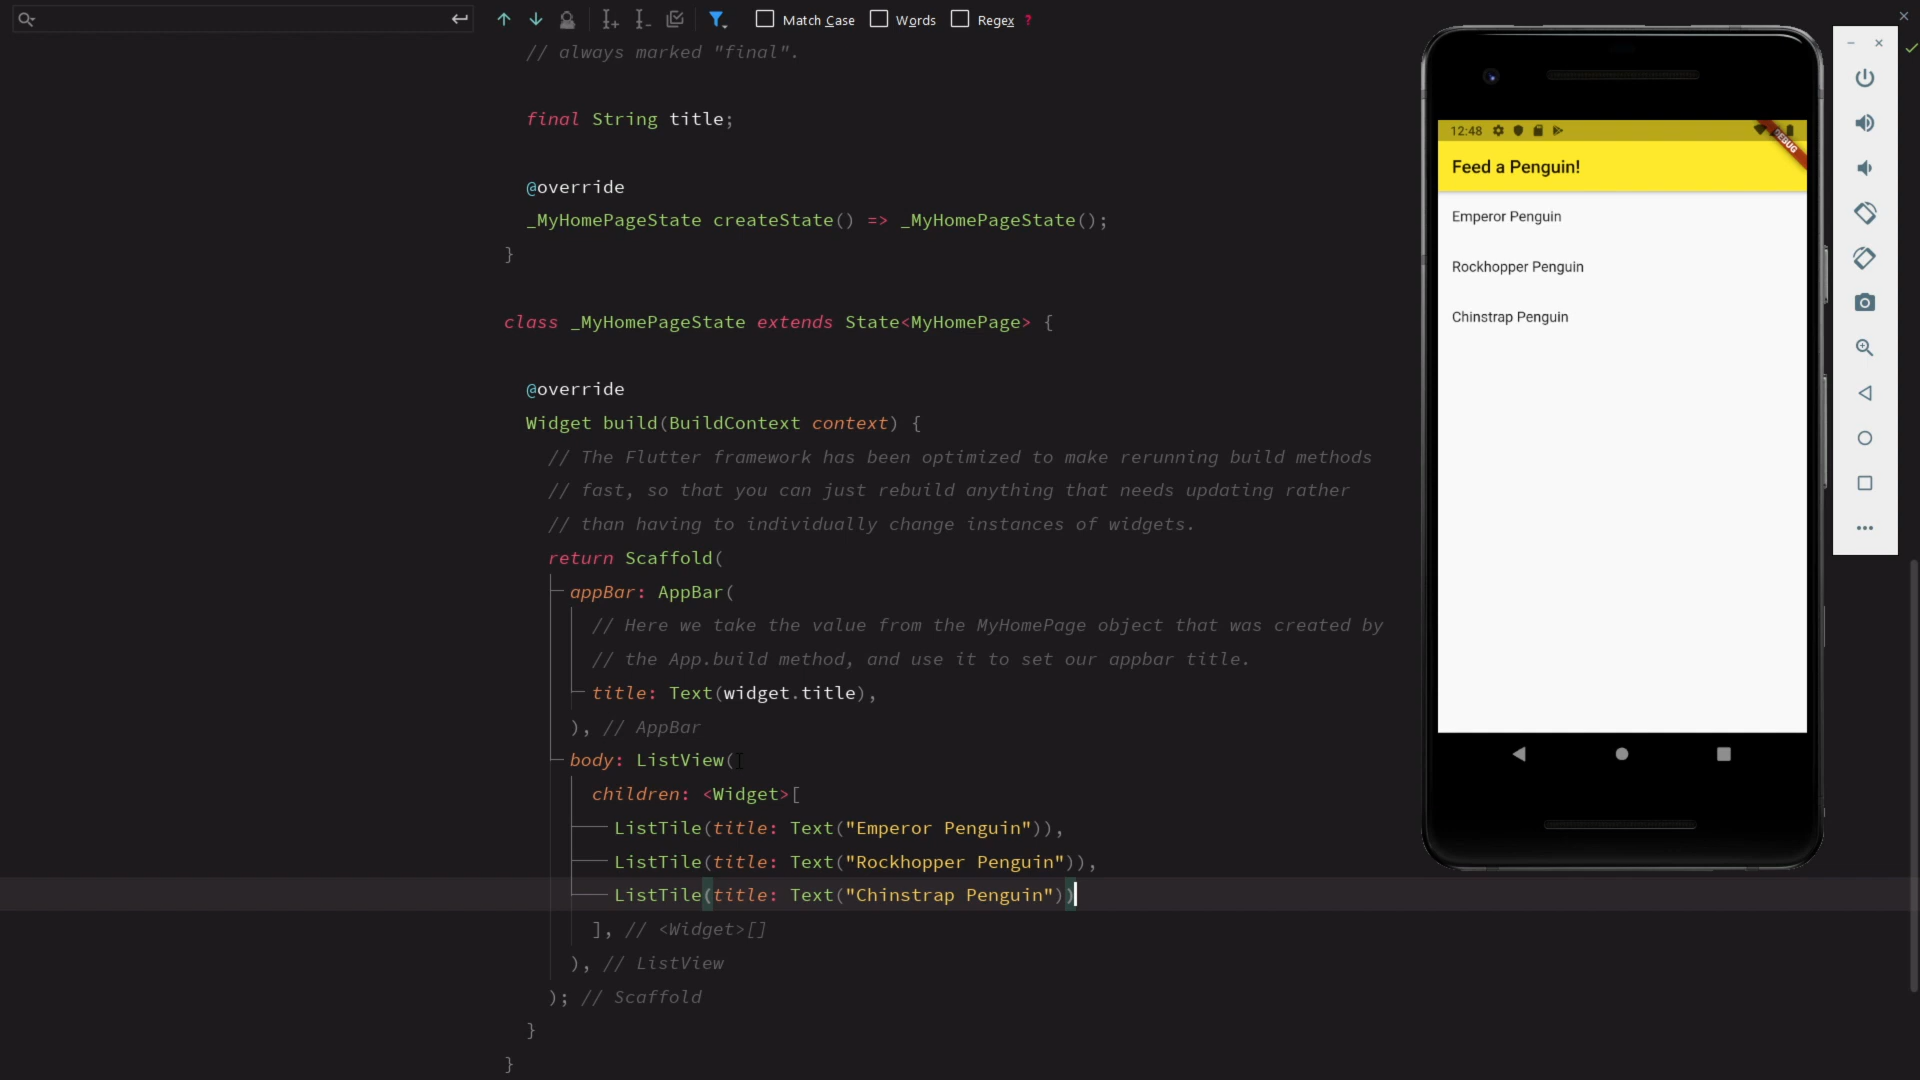 Match Case Words Regex ?
// always marked "final".
final String title;
@override
_MyHomePageState createState() => _MyHomePageState();
}
class _MyHomePageState extends State<MyHomePage> {
@override
Widget build(BuildContext context) {
// The Flutter framework has been optimized to make rerunning build methods
// fast, so that you can just rebuild anything that needs updating rather
// than having to individually change instances of widgets.
return Scaffold(
appBar: AppBar(
// Here we take the value from the MyHomePage object that was created by
// the App.build method, and use it to set our appbar title.
title: Text(widget.title),
), // AppBar
body: ListView(
children: <Widget>[
ListTile(title: Text("Emperor Penguin")),
ListTile(title: Text("Rockhopper Penguin")),
ListTile(title: Text("Chinstrap Penguin"))
], // <Widget>[]
), // ListView
); // Scaffold
}
}
12:48
DEBUG
Feed a Penguin!
Emperor Penguin
Rockhopper Penguin
Chinstrap Penguin